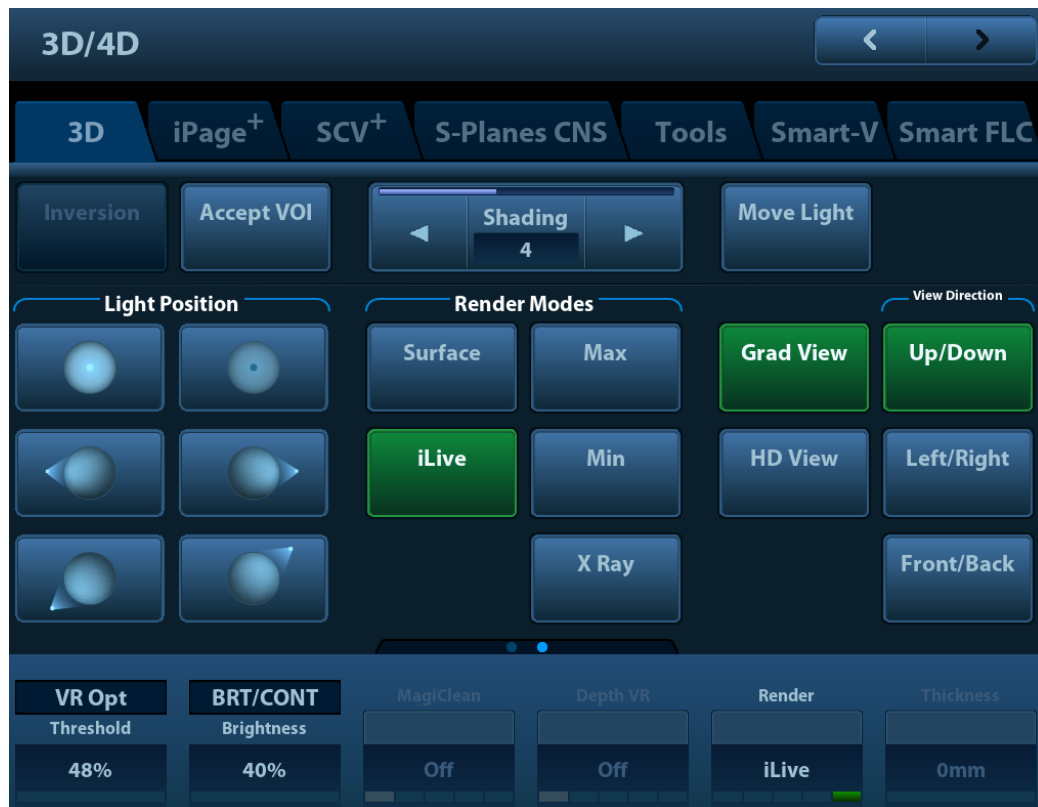 3D/4D
3D iPage+ SCV+ S-Planes CNS Tools Smart-V Smart FLC
Inversion Accept VOI Shading Move Light
4
Light Position Render Modes View Direction
Surface Max Grad View Up/Down
iLive Min HD View Left/Right
X Ray Front/Back
VR Opt BRT/CONT MagiClean Depth VR Render Thickness
Threshold Brightness
48% 40% Off Off iLive 0mm